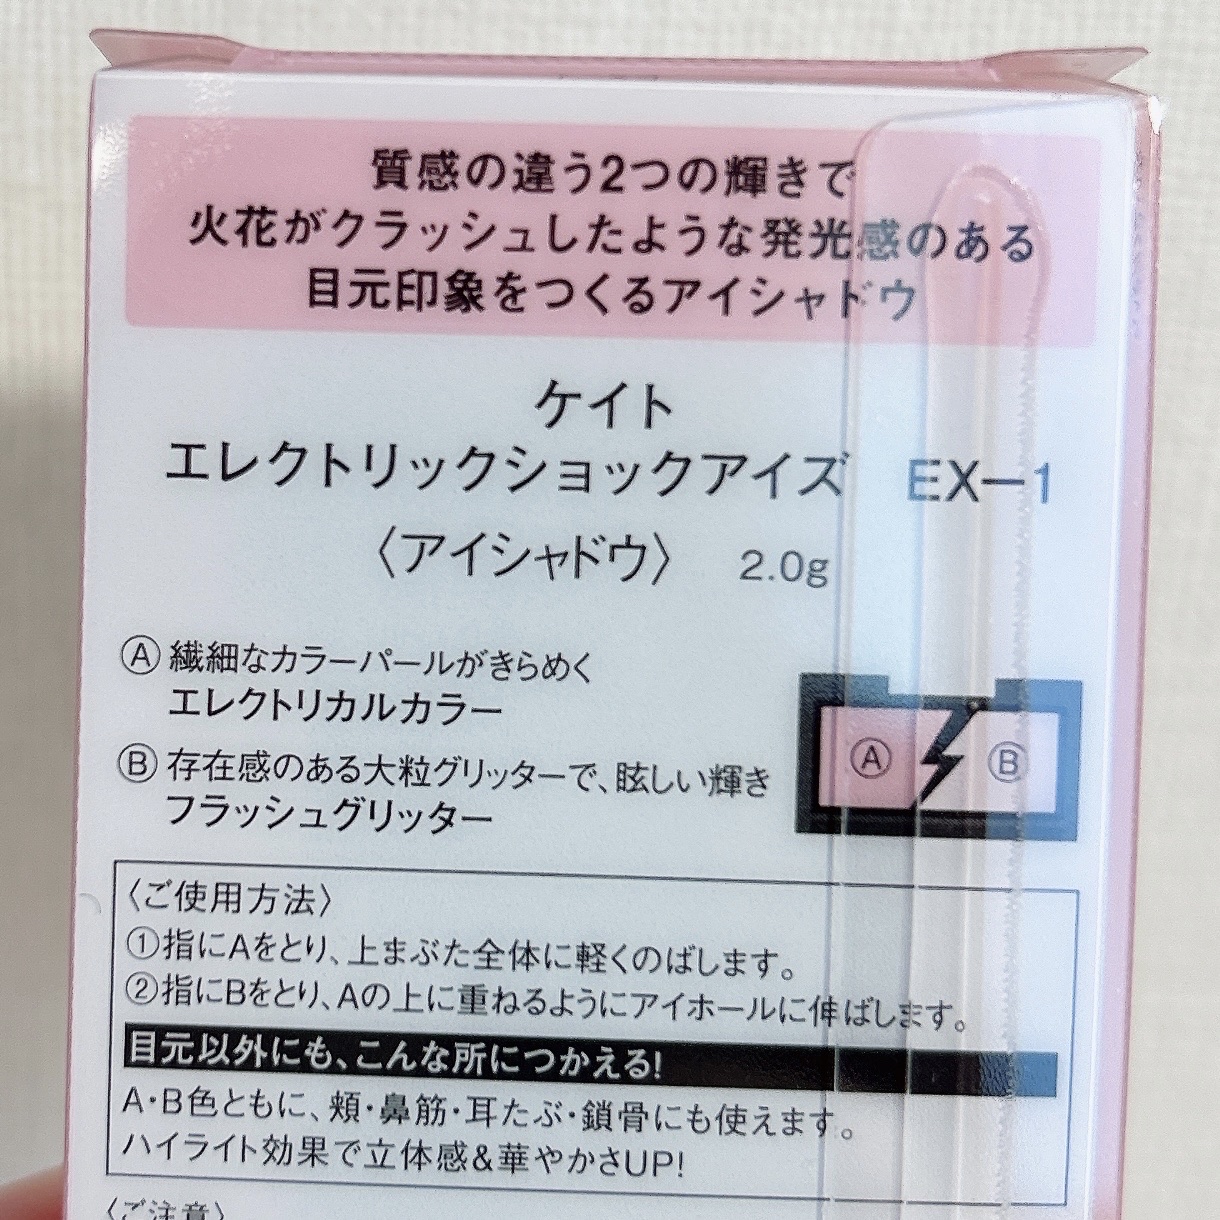 質感の違う2つの輝きで
火花がクラッシュしたような発光感のある
目元印象をつくるアイシャドウ
ケイト
エレクトリックショックアイズ EX-1
〈アイシャドウ〉 2.0g
Ⓐ繊細なカラーパールがきらめく
エレクトリカルカラー
Ⓑ存在感のある大粒グリッターで、眩しい輝き
フラッシュグリッター
Ⓐ Ⓑ
〈ご使用方法〉
①指にAをとり、上まぶた全体に軽くのばします。
②指にBをとり、Aの上に重ねるようにアイホールに伸ばします。
目元以外にも、こんな所につかえる!
A・B色ともに、頬・鼻筋・耳たぶ・鎖骨にも使えます。
ハイライト効果で立体感&華やかさUP!
〈ご注意〉